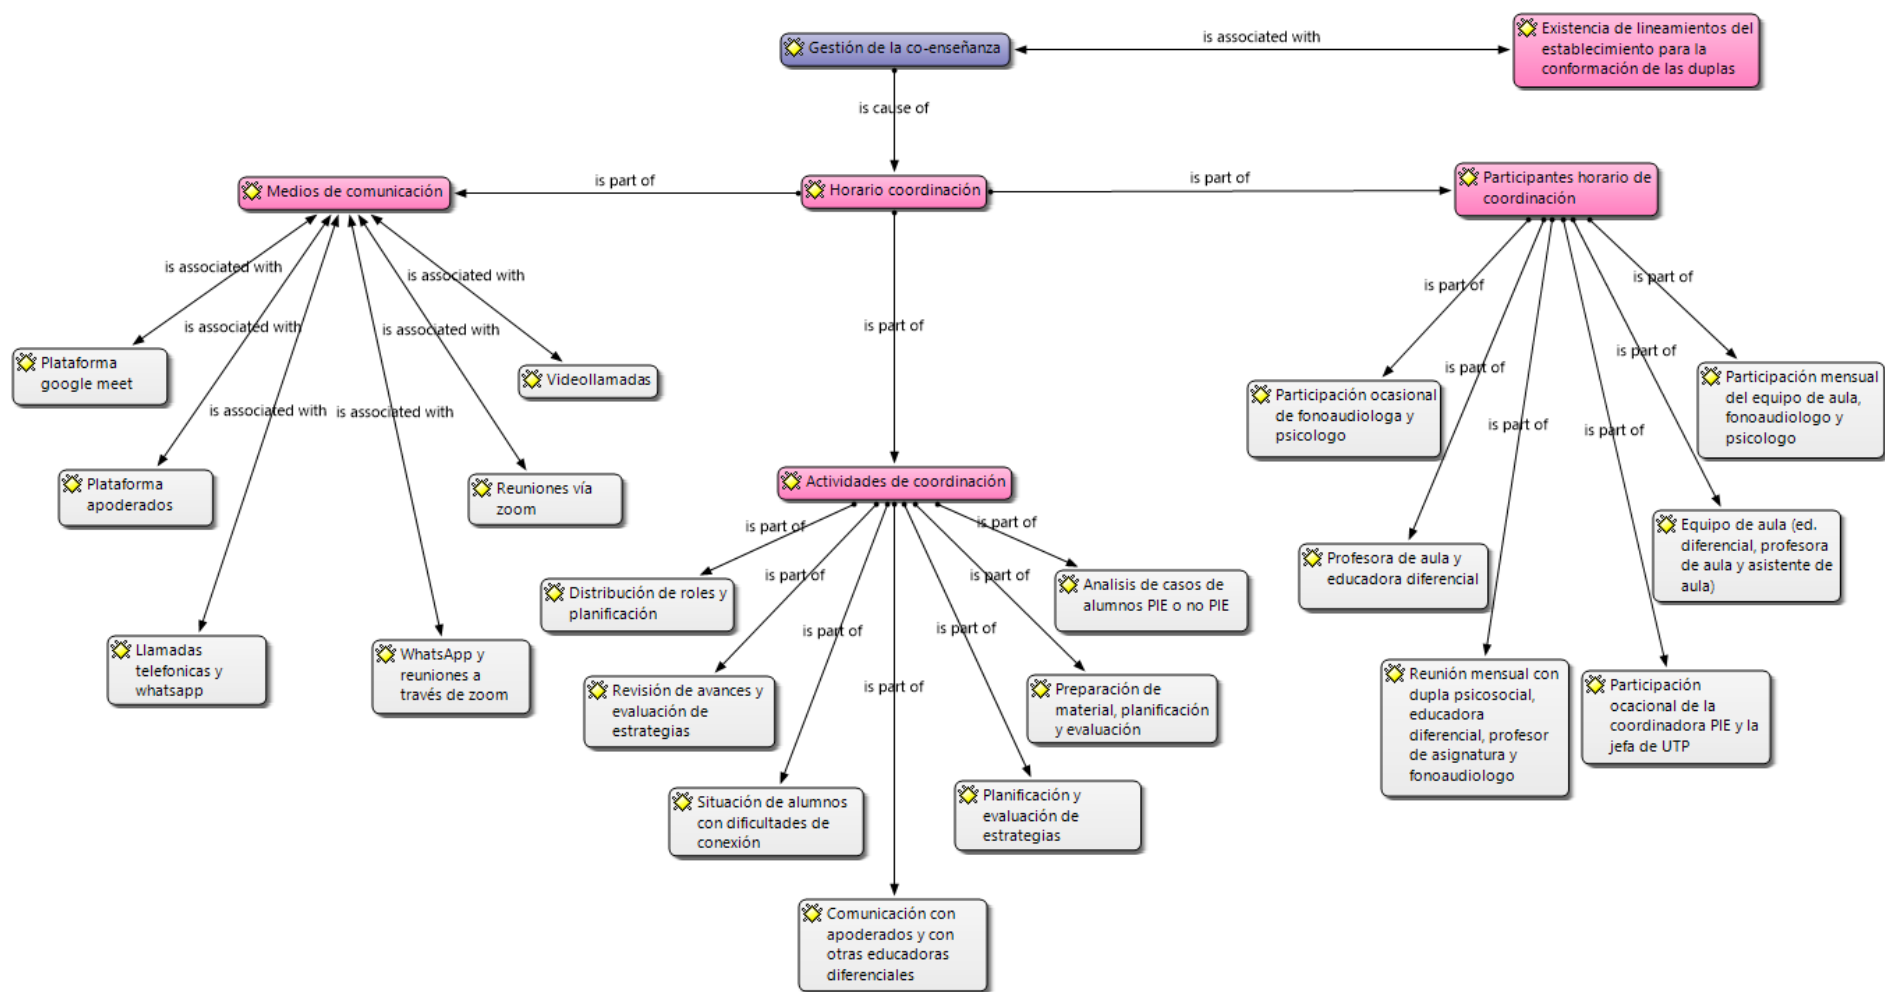 Gestión de la co-enseñanza
is associated with
Existencia de lineamientos del
establecimiento para la
conformación de las duplas
is cause of
Medios de comunicación
is part of
Horario coordinación
is part of
Participantes horario de
coordinación
is associated with
is associated with
is associated with
is associated with
is associated with
is associated with
Plataforma
google meet
Videollamadas
Plataforma
apoderados
Reuniones vía
zoom
Llamadas
telefonicas y
whatsapp
WhatsApp y
reuniones a
través de zoom
is part of
Actividades de coordinación
is part of
is part of
is part of
is part of
is part of
is part of
is part of
Distribución de roles y
planificación
Analisis de casos de
alumnos PIE o no PIE
Revisión de avances y
evaluación de
estrategias
Preparación de
material, planificación
y evaluación
Situación de alumnos
con dificultades de
conexión
Planificación y
evaluación de
estrategias
Comunicación con
apoderados y con
otras educadoras
diferenciales
is part of
is part of
is part of
is part of
is part of
is part of
Participación ocasional
de fonoaudiologa y
psicologo
Participación mensual
del equipo de aula,
fonoaudiologo y
psicologo
Profesora de aula y
educadora diferencial
Equipo de aula (ed.
diferencial, profesora
de aula y asistente de
aula)
Reunión mensual con
dupla psicosocial,
educadora
diferencial, profesor
de asignatura y
fonoaudiologo
Participación
ocacional de la
coordinadora PIE y la
jefa de UTP